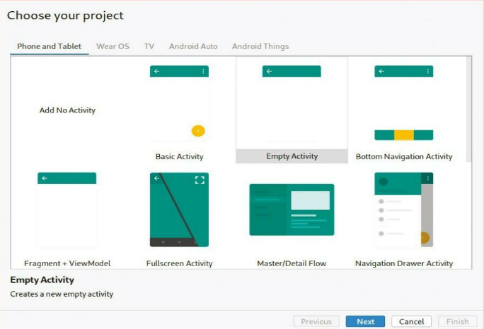 Choose your project
Phone and Tablet Wear OS TV Android Auto Android Things
Add No Activity
Basic Activity Empty Activity Bottom Navigation Activity
Fragment + ViewModel Fullscreen Activity Master/Detail Flow Navigation Drawer Activity
Empty Activity
Creates a new empty activity
Previous Next Cancel Finish